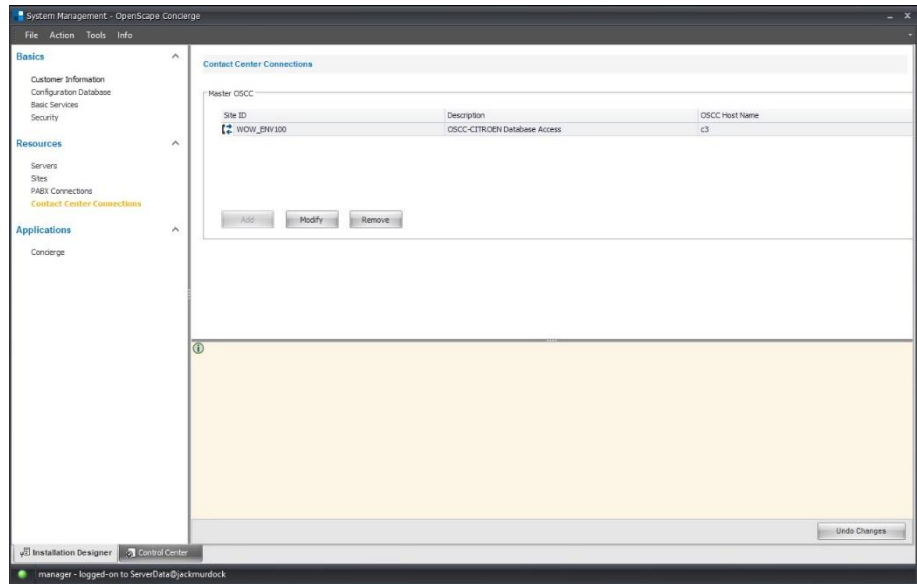 System Management - OpenScape Concierge
File Action Tools Info
Basics
Customer Information
Configuration Database
Basic Services
Security
Resources
Servers
Sites
PABX Connections
Contact Center Connections
Applications
Concierge
Contact Center Connections
Master OSCC
Site ID Description OSCC Host Name
WOW_ENV100 OSCC-CITROEN Database Access c3
Add Modify Remove
Undo Changes
Installation Designer Control Center
manager - logged-on to ServerData@jackmurdock